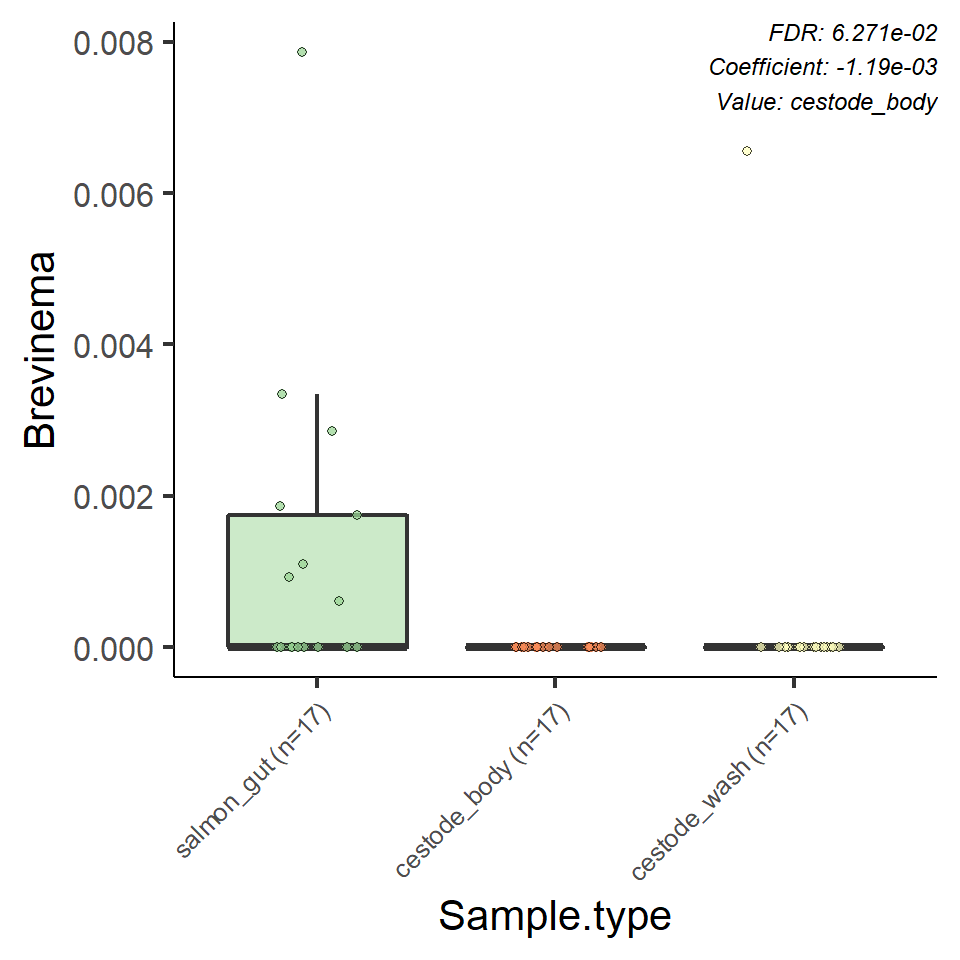 FDR: 6.271e-02
Coefficient: -1.19e-03
Value: cestode_body
0.008
0.006
0.004
0.002
0.000
Brevinema
salmon_gut (n=17)
cestode_body (n=17)
cestode_wash (n=17)
Sample.type